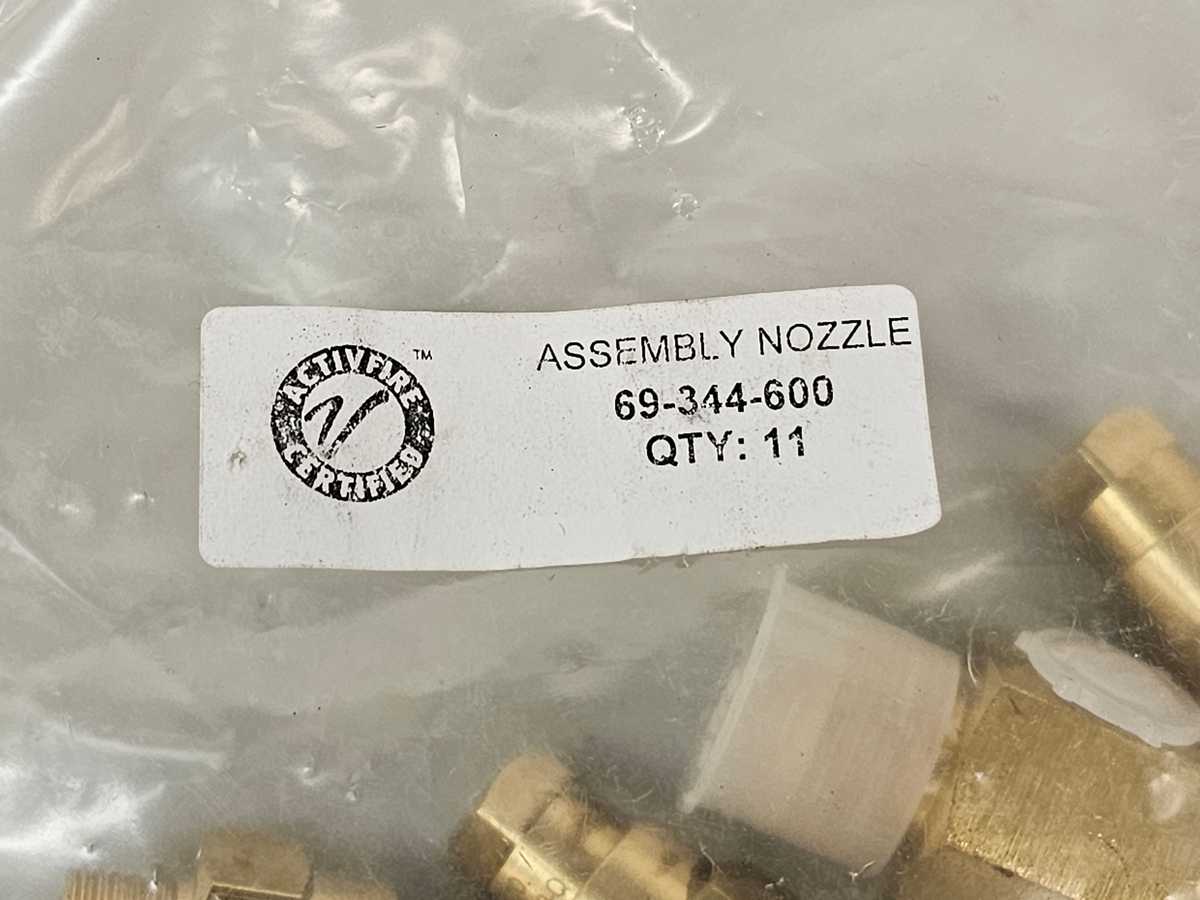 ACTIVFIRE
CERTIFIED
™
ASSEMBLY NOZZLE
69-344-600
QTY: 11